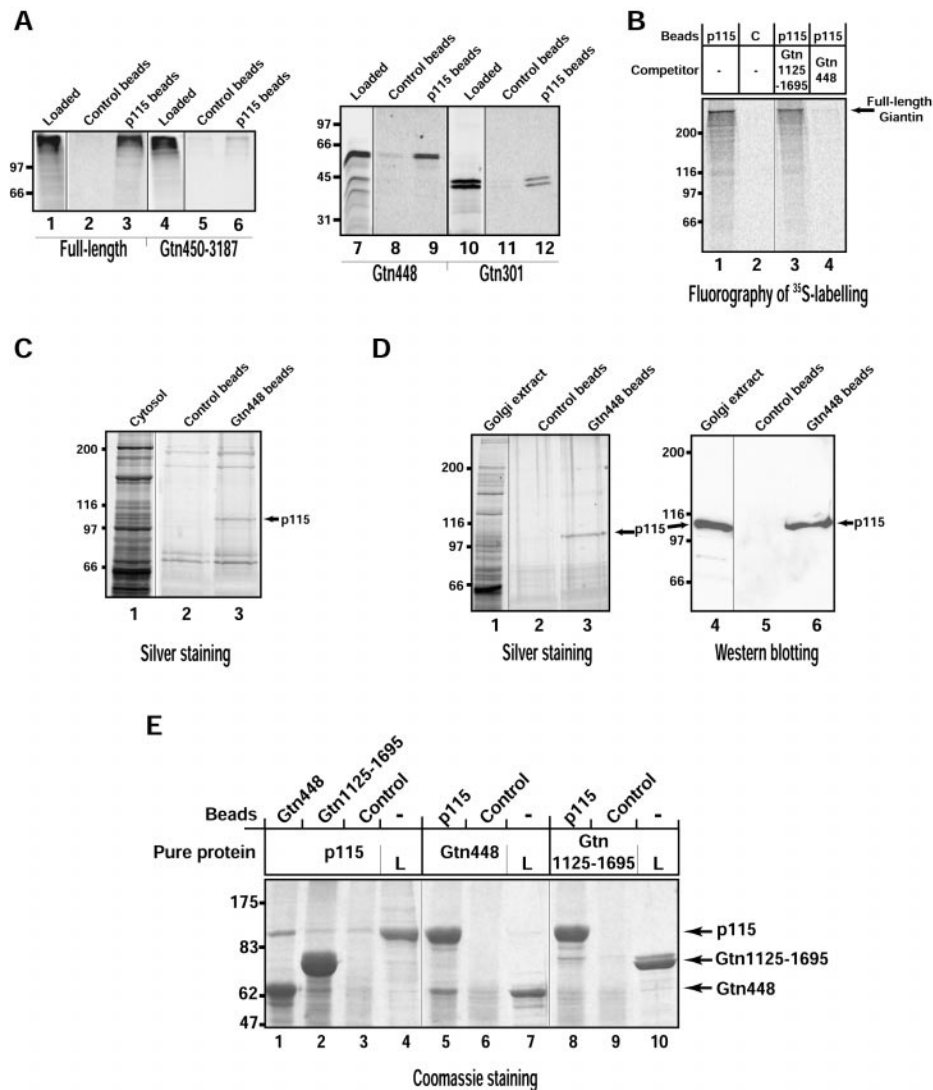 A
Loaded
Control beads
p115 beads
Loaded
Control beads
p115 beads
97
66
1 2 3 4 5 6
Full-length Gtn450-3187
Loaded
Control beads
p115 beads
Loaded
Control beads
p115 beads
97
66
45
31
7 8 9 10 11 12
Gtn448 Gtn301
B
Beads p115 C p115 p115
Competitor - - Gtn 1125 -1695 Gtn 448
Full-length
Giantin
200
116
97
66
1 2 3 4
Fluorography of 35S-labelling
C
Cytosol
Control beads
Gtn448 beads
200
116
97
66
p115
1 2 3
Silver staining
D
Golgi extract
Control beads
Gtn448 beads
200
116
97
66
p115
1 2 3
Silver staining
Golgi extract
Control beads
Gtn448 beads
200
116
97
66
p115
4 5 6
Western blotting
E
Beads Gtn448 Gtn1125-1695 Control - p115 Control - p115 Control -
Pure protein p115 L Gtn448 L Gtn 1125-1695 L
175
83
62
47
p115
Gtn1125-1695
Gtn448
1 2 3 4 5 6 7 8 9 10
Coomassie staining